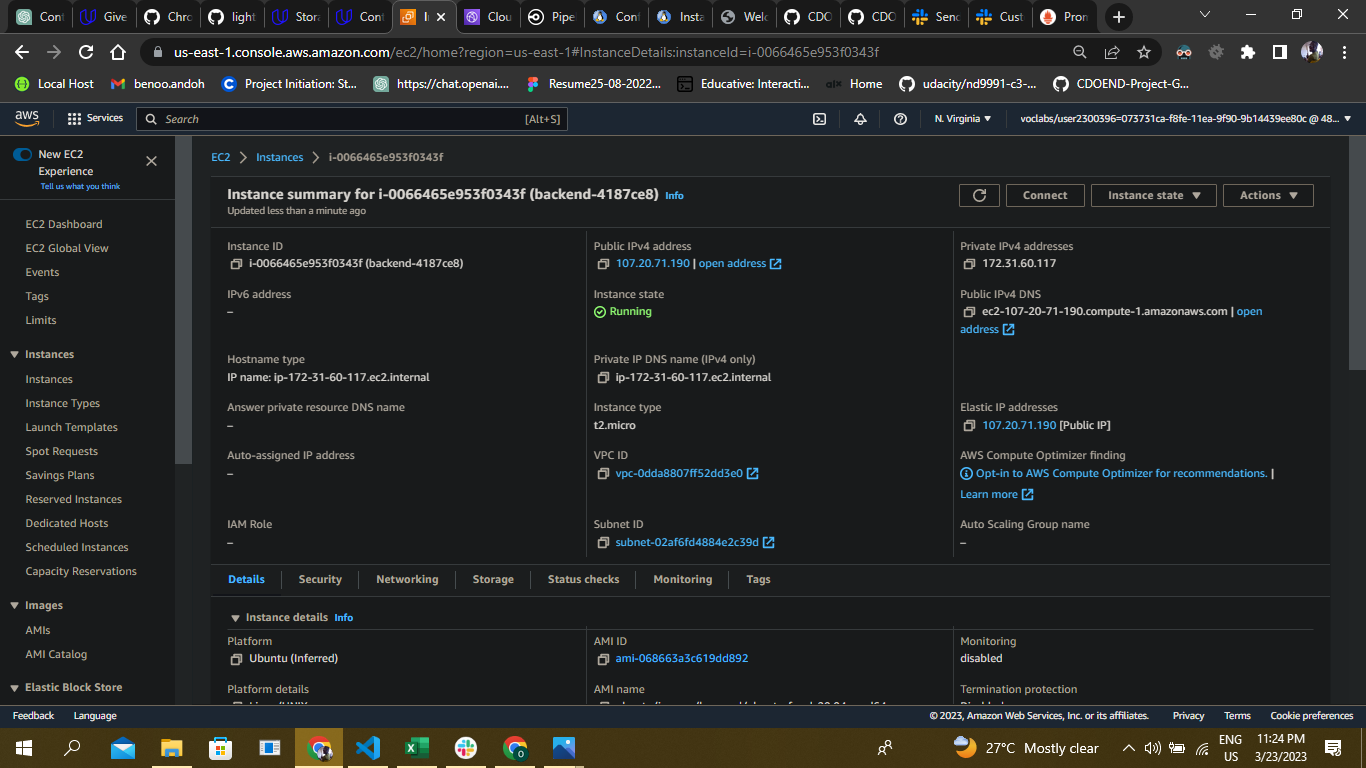 Cont
Give
Chro
light
Stora
Cont
In
Clou
Pipe
Conf
Insta
Welc
CDO
CDO
Send
Cust
Pron
us-east-1.console.aws.amazon.com/ec2/home?region=us-east-1#InstanceDetails:instanceId=i-0066465e953f0343f
Local Host
benoo.andoh
Project Initiation: St...
https://chat.openai....
Resume25-08-2022...
Educative: Interacti...
alx Home
udacity/nd9991-c3-...
CDOEND-Project-G...
aws
Services
Search [Alt+S]
N. Virginia
voclabs/user2300396=073731ca-f8fe-11ea-9f90-9b14439ee80c @ 48...
New EC2
Experience
Tell us what you think
EC2 Dashboard
EC2 Global View
Events
Tags
Limits
Instances
Instances
Instance Types
Launch Templates
Spot Requests
Savings Plans
Reserved Instances
Dedicated Hosts
Scheduled Instances
Capacity Reservations
Images
AMIs
AMI Catalog
Elastic Block Store
EC2 > Instances > i-0066465e953f0343f
Instance summary for i-0066465e953f0343f (backend-4187ce8) Info
Updated less than a minute ago
Connect
Instance state
Actions
Instance ID
i-0066465e953f0343f (backend-4187ce8)
Public IPv4 address
107.20.71.190 | open address
Private IPv4 addresses
172.31.60.117
IPv6 address
–
Instance state
Running
Public IPv4 DNS
ec2-107-20-71-190.compute-1.amazonaws.com | open
address
Hostname type
IP name: ip-172-31-60-117.ec2.internal
Private IP DNS name (IPv4 only)
ip-172-31-60-117.ec2.internal
Answer private resource DNS name
–
Instance type
t2.micro
Elastic IP addresses
107.20.71.190 [Public IP]
Auto-assigned IP address
–
VPC ID
vpc-0dda8807ff52dd3e0
AWS Compute Optimizer finding
Opt-in to AWS Compute Optimizer for recommendations. |
Learn more
IAM Role
–
Subnet ID
subnet-02af6fd4884e2c39d
Auto Scaling Group name
–
Details
Security
Networking
Storage
Status checks
Monitoring
Tags
Instance details Info
Platform
Ubuntu (Inferred)
AMI ID
ami-068663a3c619dd892
Monitoring
disabled
Platform details
AMI name
Termination protection
Feedback
Language
© 2023, Amazon Web Services, Inc. or its affiliates.
Privacy
Terms
Cookie preferences
27°C Mostly clear
ENG
US
11:24 PM
3/23/2023